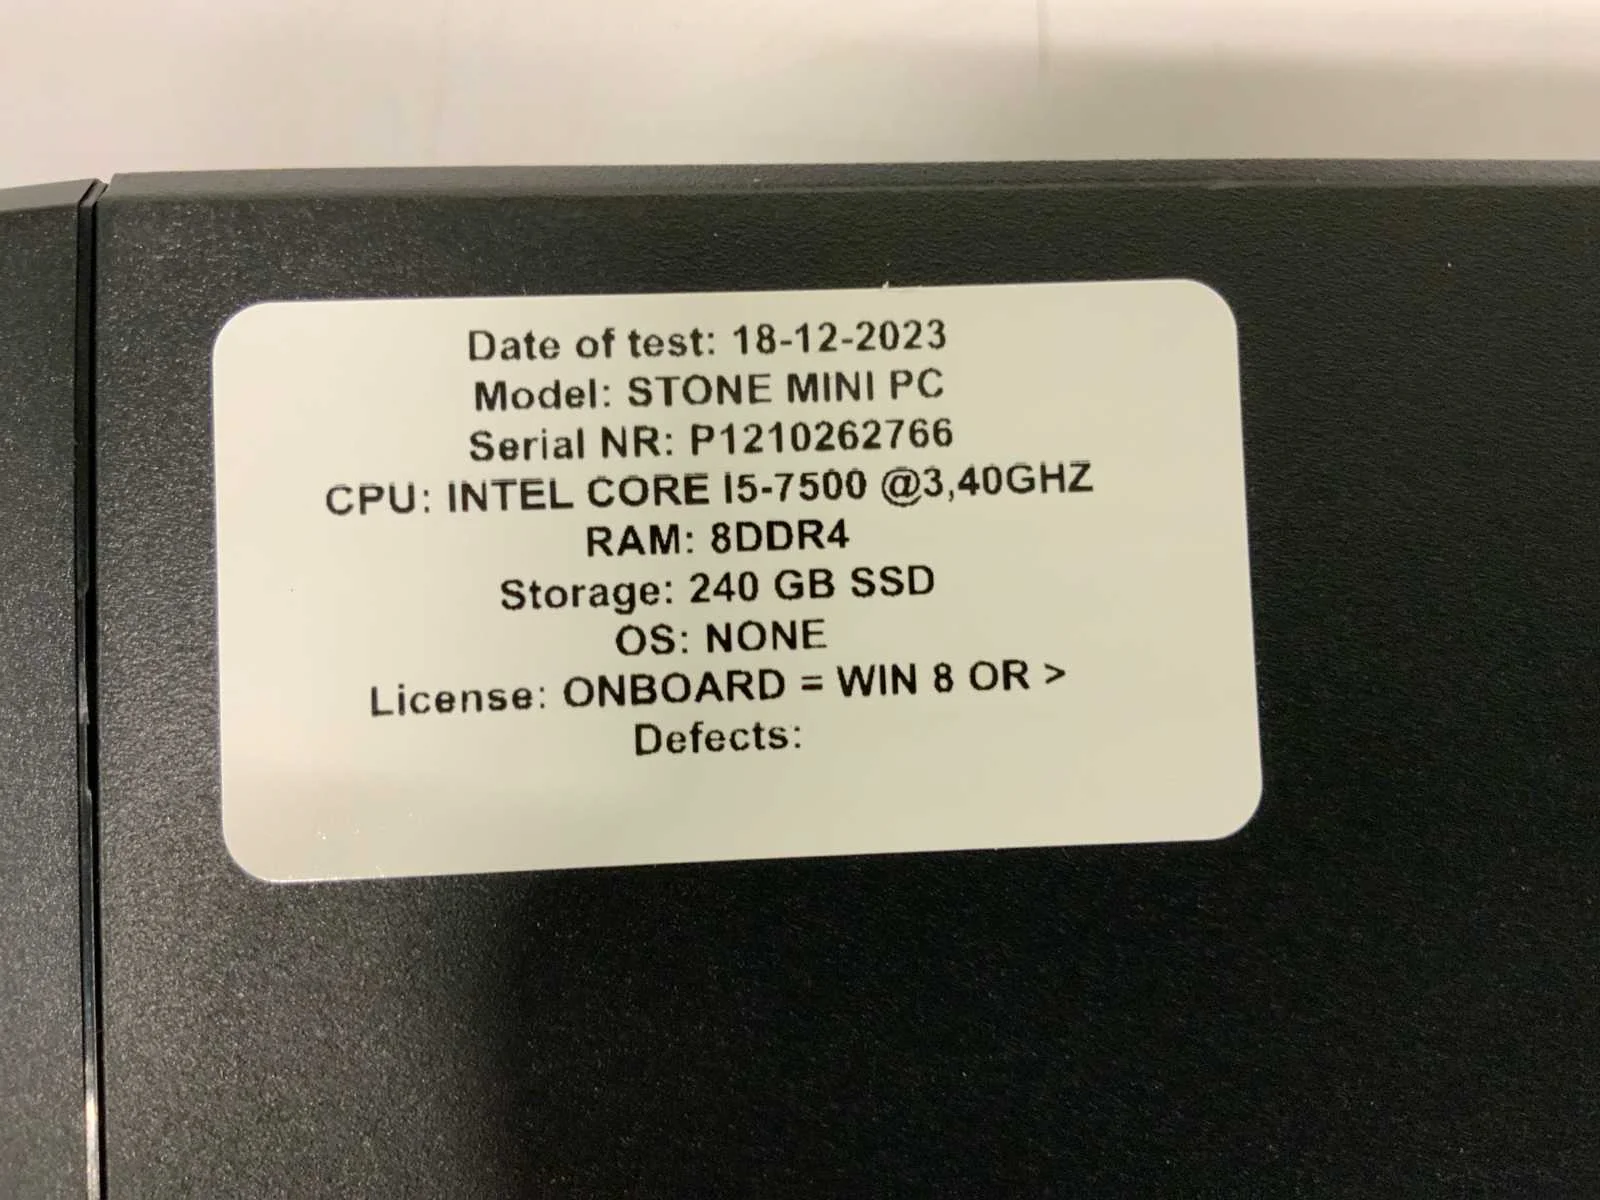 Date of test: 18-12-2023
Model: STONE MINI PC
Serial NR: P1210262766
CPU: INTEL CORE I5-7500 @3,40GHZ
RAM: 8DDR4
Storage: 240 GB SSD
OS: NONE
License: ONBOARD = WIN 8 OR >
Defects: